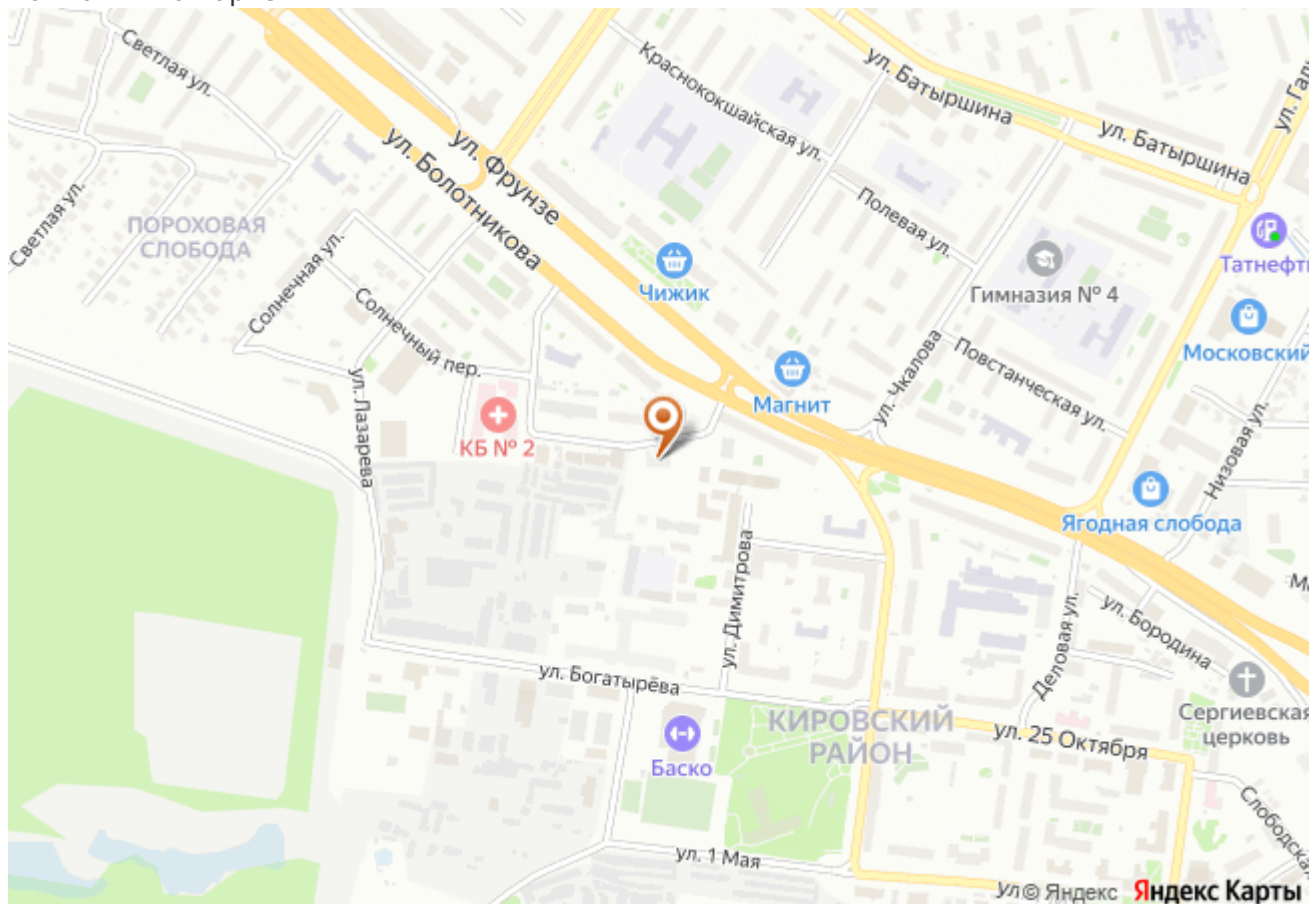 Светлая ул.
Краснококшайская ул.
ул. Батыршина
ул. Батыршина
ул. Фрунзе
ул. Болотникова
Светлая ул.
ПОРОХОВАЯ
СЛОБОДА
Полевая ул.
Татнефть
Солнечная ул.
Чижик
Гимназия № 4
Солнечный пер.
Московский
Повстанческая ул.
ул. Чкалова
Магнит
ул. Лазарева
КБ № 2
Низовая ул.
Ягодная слобода
ул. Димитрова
ул. Бородина
Деловая ул.
ул. Богатырёва
КИРОВСКИЙ
РАЙОН
Сергиевская
церковь
ул. 25 Октября
Баско
Слободская
ул. 1 Мая
Ул
© Яндекс Яндекс Карты